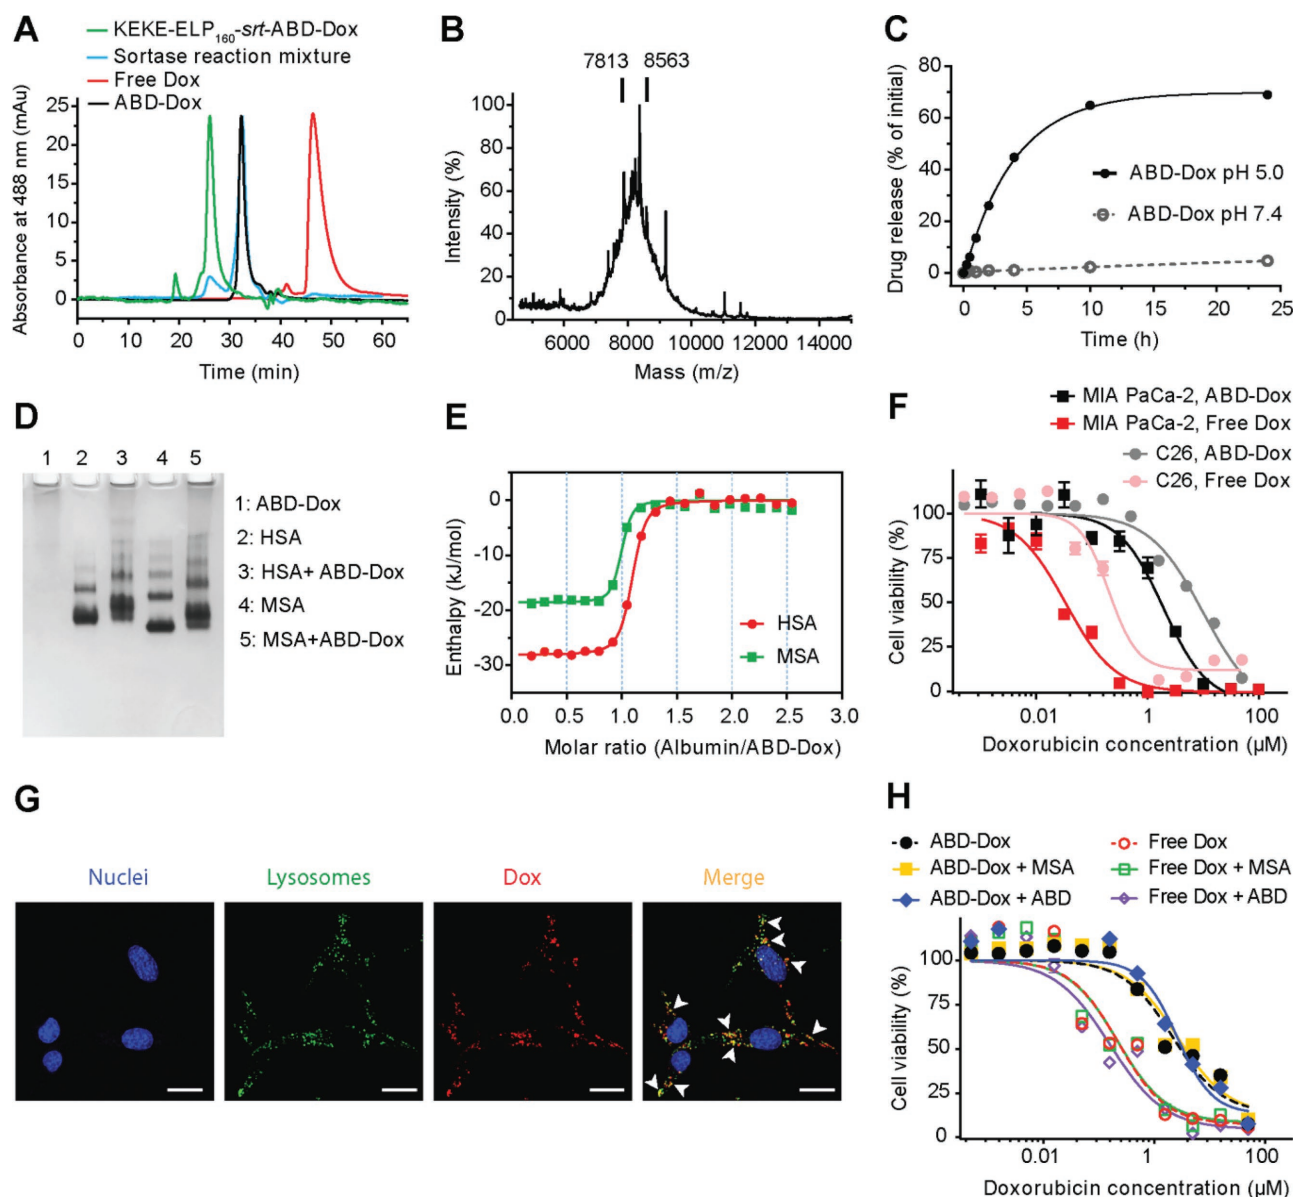 A
KEKE-ELP160-srt-ABD-Dox
Sortase reaction mixture
Free Dox
ABD-Dox
Absorbance at 488 nm (mAu)
25
20
15
10
5
0
0 10 20 30 40 50 60
Time (min)
B
7813 8563
Intensity (%)
100
80
60
40
20
0
6000 8000 10000 12000 14000
Mass (m/z)
C
Drug release (% of initial)
80
70
60
50
40
30
20
10
0
ABD-Dox pH 5.0
ABD-Dox pH 7.4
0 5 10 15 20 25
Time (h)
D
1 2 3 4 5
1: ABD-Dox
2: HSA
3: HSA+ ABD-Dox
4: MSA
5: MSA+ABD-Dox
E
Enthalpy (kJ/mol)
0
-10
-20
-30
HSA
MSA
0.0 0.5 1.0 1.5 2.0 2.5 3.0
Molar ratio (Albumin/ABD-Dox)
F
MIA PaCa-2, ABD-Dox
MIA PaCa-2, Free Dox
C26, ABD-Dox
C26, Free Dox
Cell viability (%)
100
75
50
25
0
0.01 1 100
Doxorubicin concentration (µM)
G
Nuclei Lysosomes Dox Merge
H
ABD-Dox Free Dox
ABD-Dox + MSA Free Dox + MSA
ABD-Dox + ABD Free Dox + ABD
Cell viability (%)
100
75
50
25
0
0.01 1 100
Doxorubicin concentration (µM)